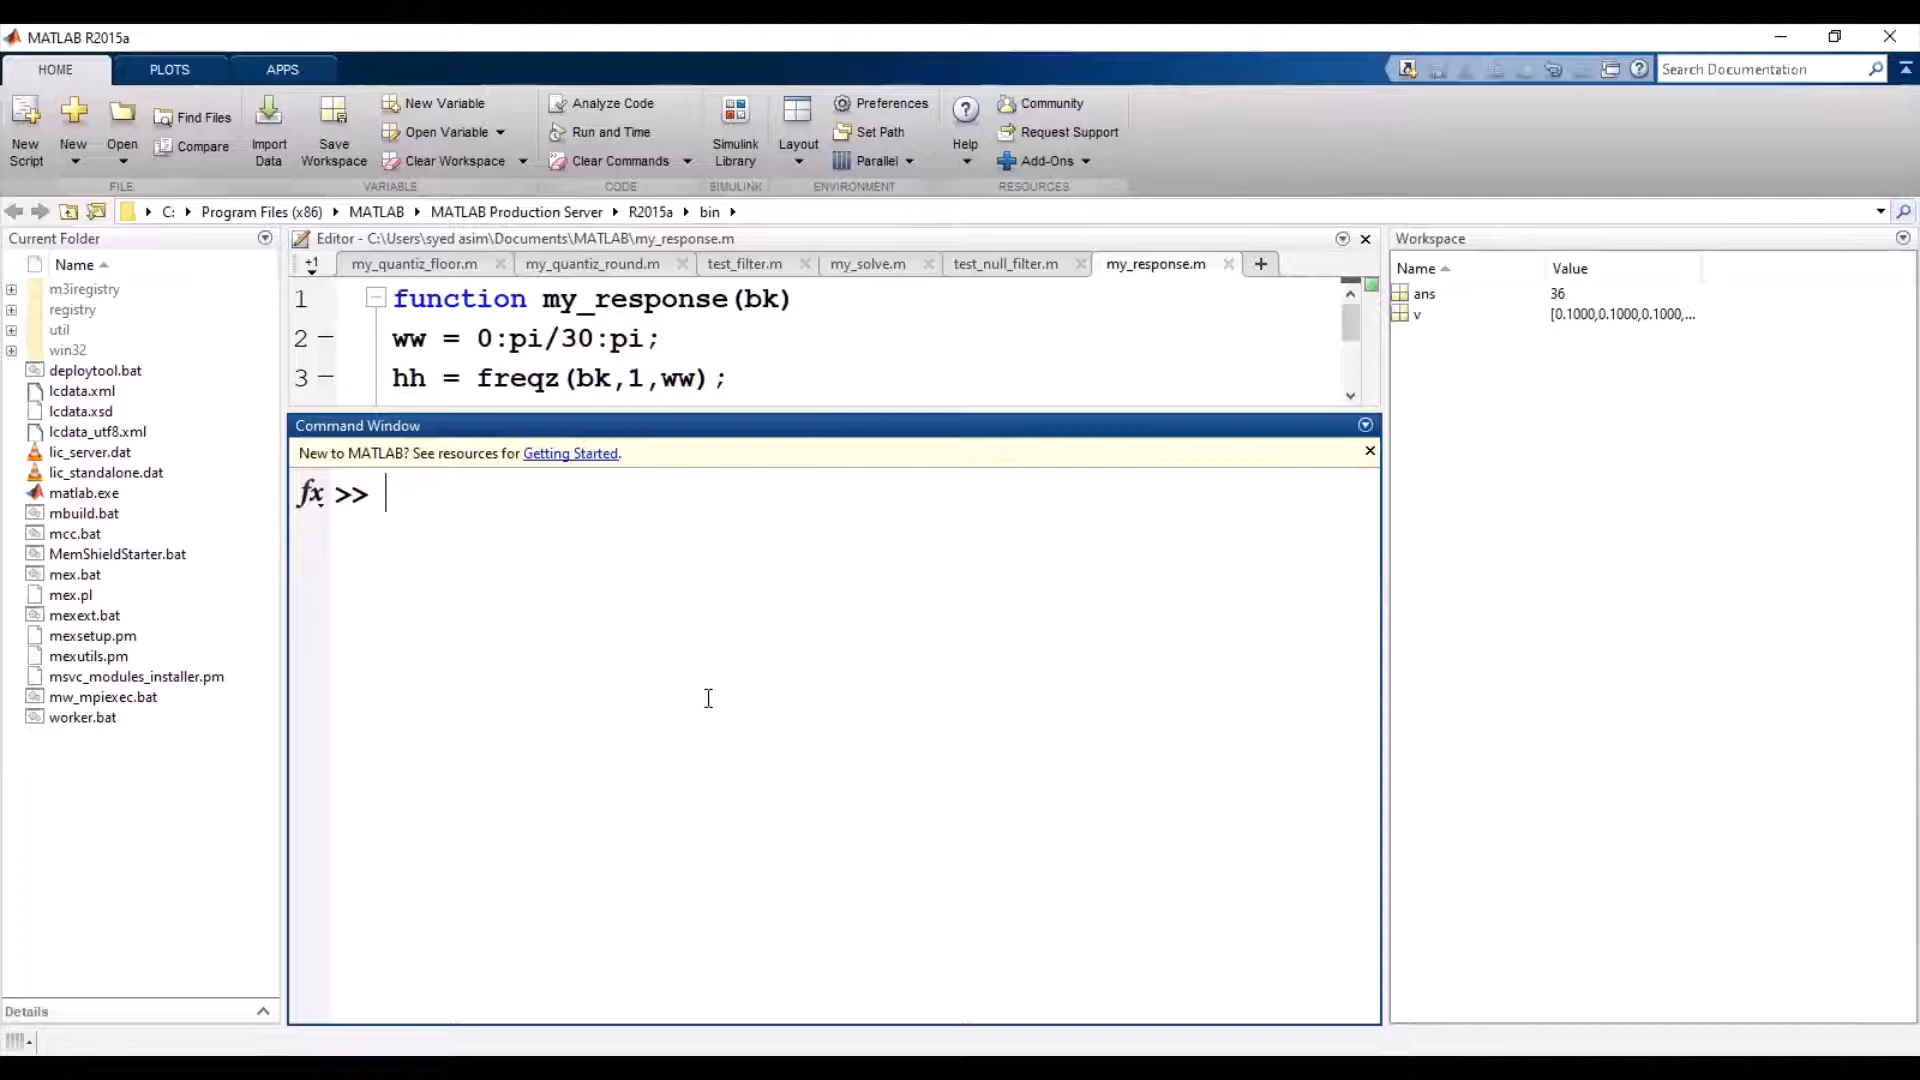 MATLAB R2015a
HOME PLOTS APPS
Search Documentation
New Script
New
Open
Find Files
Compare
Import Data
Save Workspace
New Variable
Open Variable
Clear Workspace
Analyze Code
Run and Time
Clear Commands
Simulink Library
Layout
Preferences
Set Path
Parallel
Help
Community
Request Support
Add-Ons
FILE VARIABLE CODE SIMULINK ENVIRONMENT RESOURCES
C: Program Files (x86) MATLAB MATLAB Production Server R2015a bin
Current Folder
Name
m3iregistry
registry
util
win32
deploytool.bat
lcdata.xml
lcdata.xsd
lcdata_utf8.xml
lic_server.dat
lic_standalone.dat
matlab.exe
mbuild.bat
mcc.bat
MemShieldStarter.bat
mex.bat
mex.pl
mexext.bat
mexsetup.pm
mexutils.pm
msvc_modules_installer.pm
mw_mpiexec.bat
worker.bat
Details
Editor - C:\Users\syed asim\Documents\MATLAB\my_response.m
+1 my_quantiz_floor.m my_quantiz_round.m test_filter.m my_solve.m test_null_filter.m my_response.m +
1 function my_response(bk)
2 – ww = 0:pi/30:pi;
3 – hh = freqz(bk,1,ww);
Command Window
New to MATLAB? See resources for Getting Started.
fx >>
Workspace
Name Value
ans 36
v [0.1000,0.1000,0.1000,...